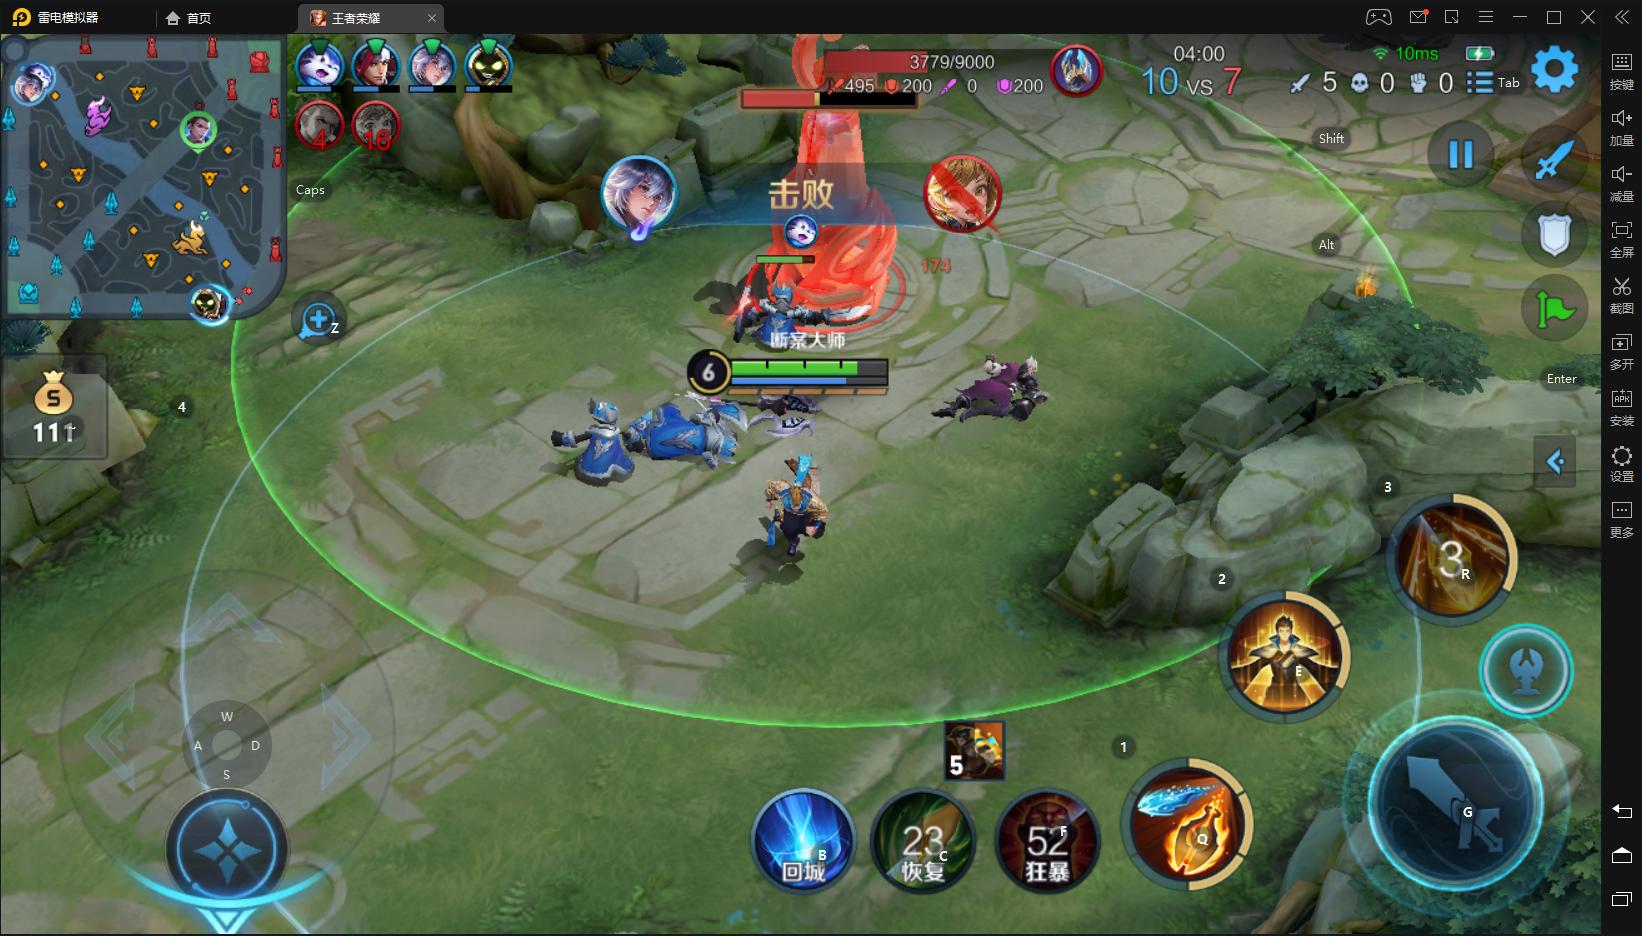 雷电模拟器
首页
王者荣耀
3779/9000
495
200
0
200
04:00
10 vs 7
10ms
5
0
0
Tab
按键
加量
减量
全屏
截图
多开
安装
设置
更多
4
16
Caps
击败
174
Shift
Alt
Z
断案大师
6
Enter
4
111
3
3
R
2
E
W
A
D
S
5
1
Q
G
回城
B
23
恢复
C
52
狂暴
F